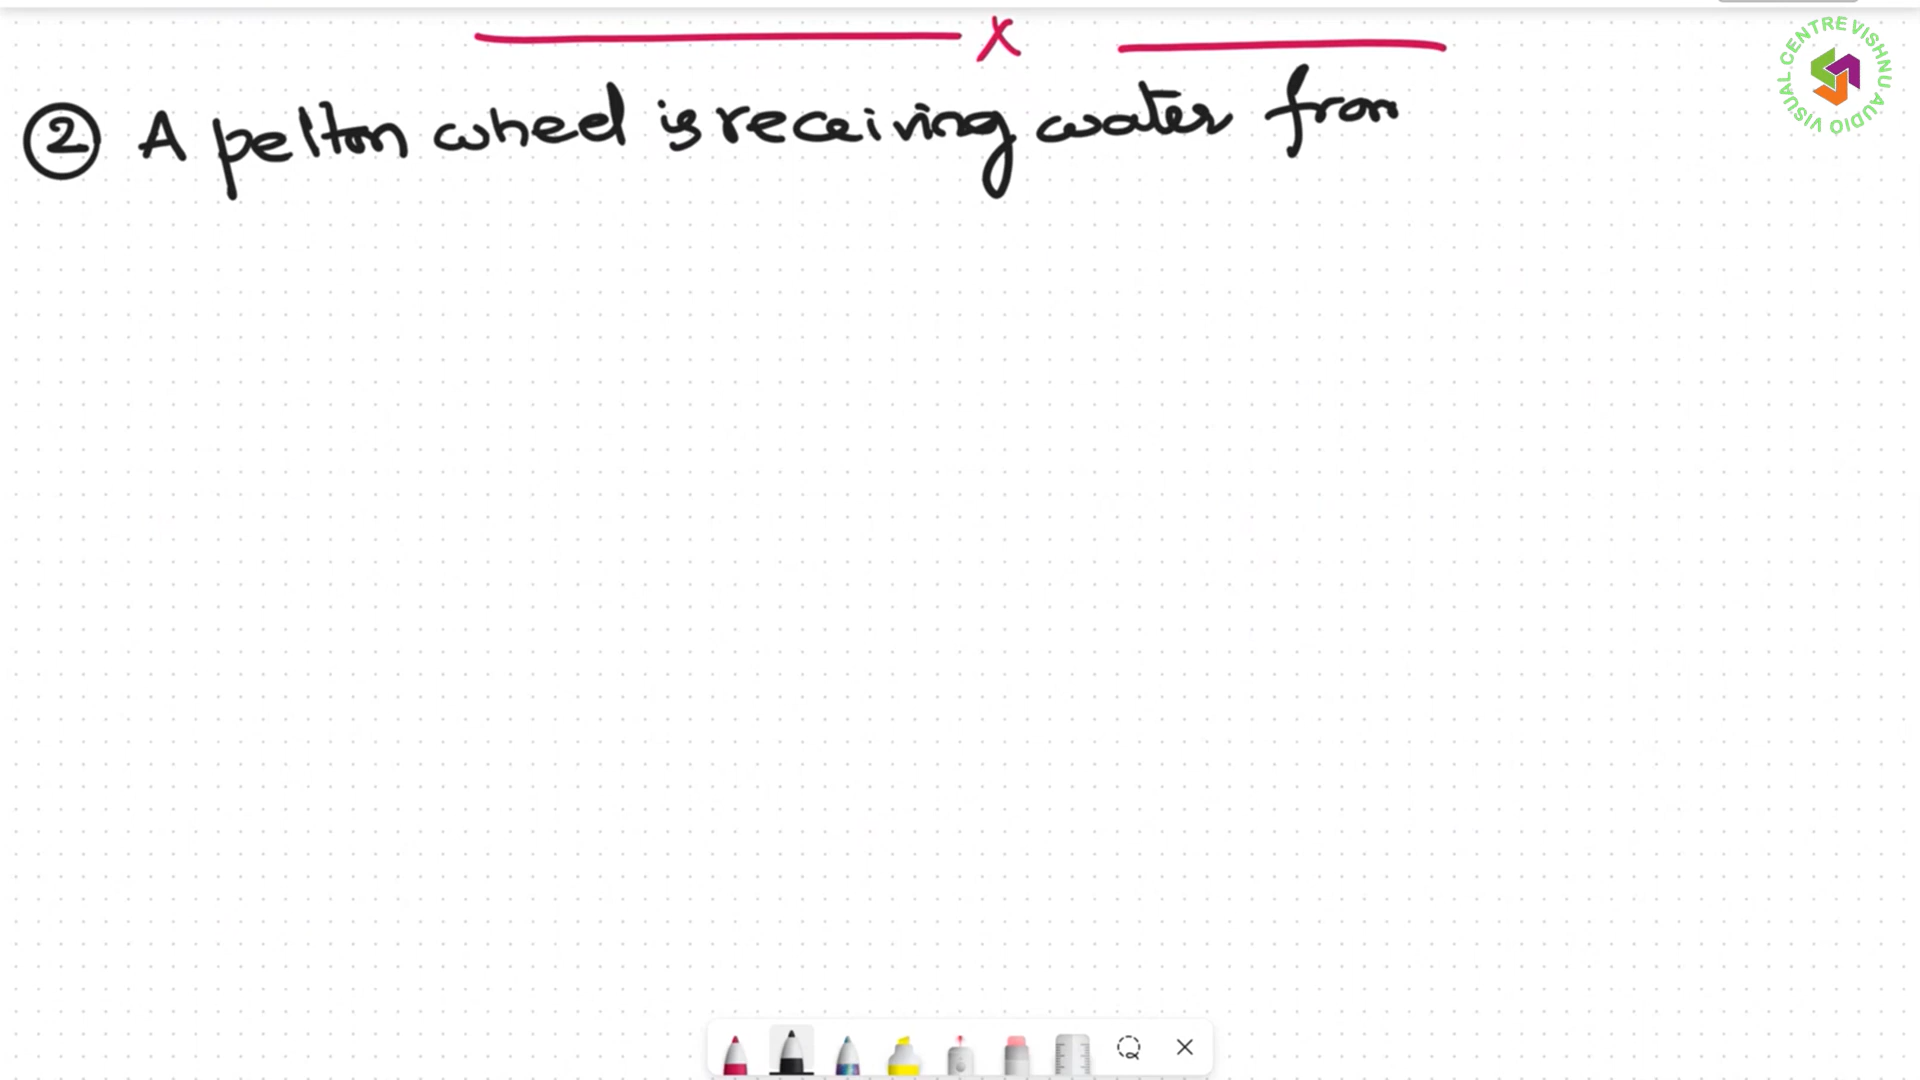 x
② A pelton wheel is receiving water from
VISHNU AUDIO VISUAL CENTRE